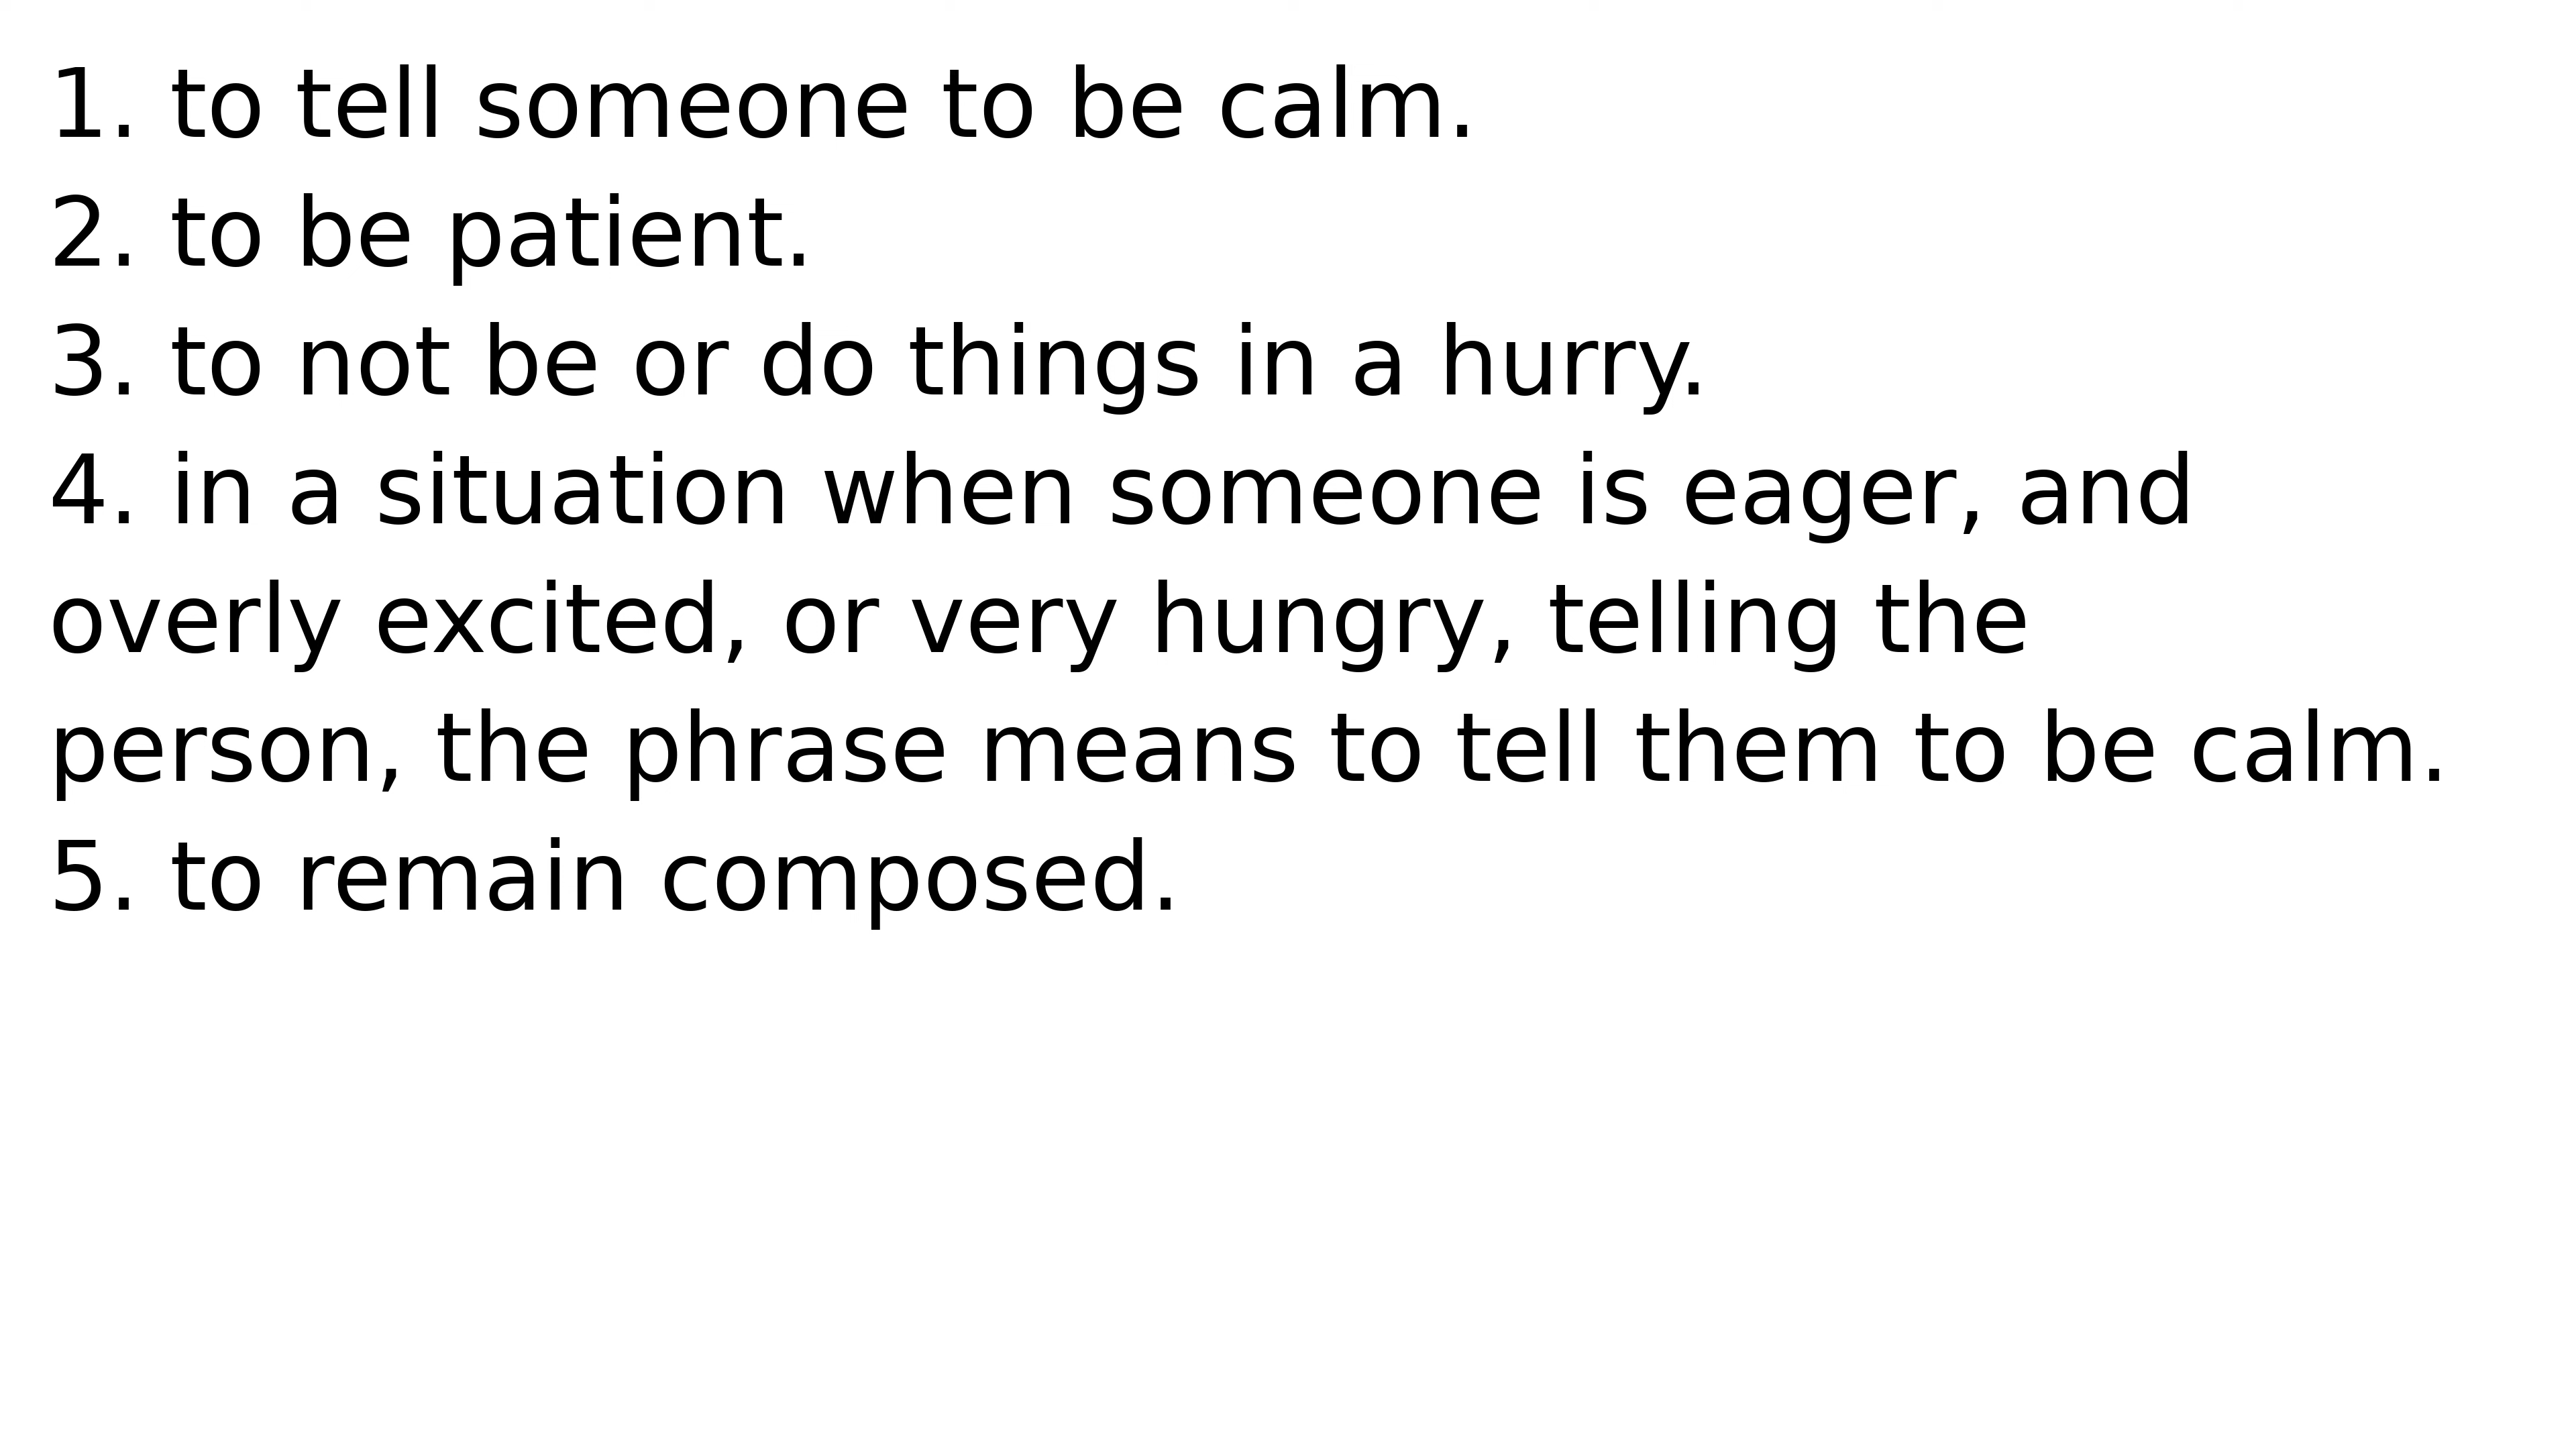 1. to tell someone to be calm.
2. to be patient.
3. to not be or do things in a hurry.
4. in a situation when someone is eager, and
overly excited, or very hungry, telling the
person, the phrase means to tell them to be calm.
5. to remain composed.